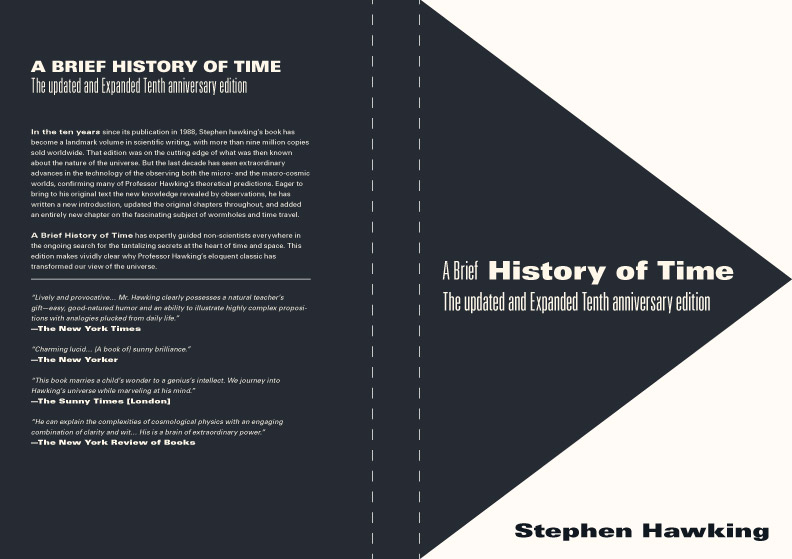 A BRIEF HISTORY OF TIME
The updated and Expanded Tenth anniversary edition
In the ten years since its publication in 1988, Stephen hawking's book has
become a landmark volume in scientific writing, with more than nine million copies
sold worldwide. That edition was on the cutting edge of what was then known
about the nature of the universe. But the last decade has seen extraordinary
advances in the technology of the observing both the micro- and the macro-cosmic
worlds, confirming many of Professor Hawking's theoretical predictions. Eager to
bring to his original text the new knowledge revealed by observations, he has
written a new introduction, updated the original chapters throughout, and added
an entirely new chapter on the fascinating subject of wormholes and time travel.
A Brief History of Time has expertly guided non-scientists everywhere in
the ongoing search for the tantalizing secrets at the heart of time and space. This
edition makes vividly clear why Professor Hawking's eloquent classic has
transformed our view of the universe.
"Lively and provocative... Mr. Hawking clearly possesses a natural teacher's
gift—easy, good-natured humor and an ability to illustrate highly complex proposi-
tions with analogies plucked from daily life."
—The New York Times
"Charming lucid... (A book of) sunny brilliance."
—The New Yorker
"This book marries a child's wonder to a genius's intellect. We journey into
Hawking's universe while marveling at his mind."
—The Sunny Times [London]
"He can explain the complexities of cosmological physics with an engaging
combination of clarity and wit... His is a brain of extraordinary power."
—The New York Review of Books
A Brief History of Time
The updated and Expanded Tenth anniversary edition
Stephen Hawking